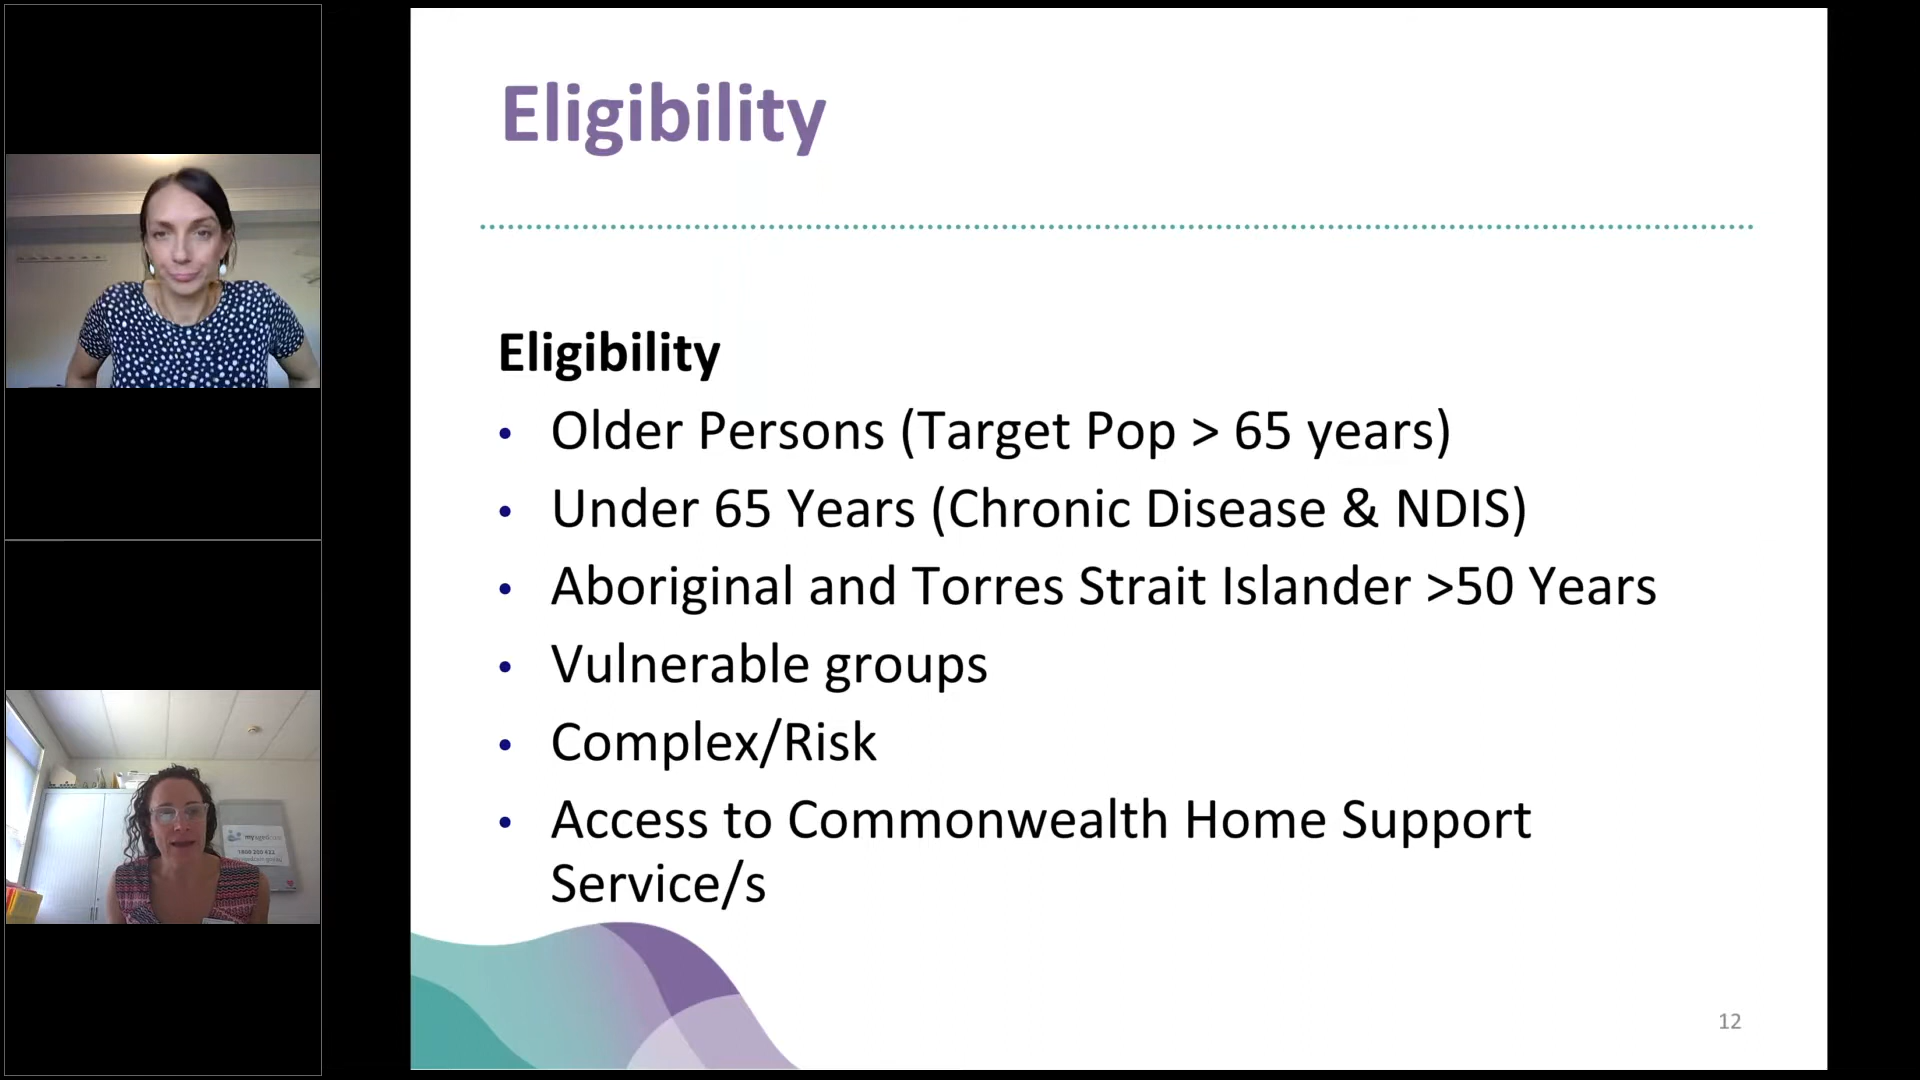 Eligibility
Eligibility
• Older Persons (Target Pop > 65 years)
• Under 65 Years (Chronic Disease & NDIS)
• Aboriginal and Torres Strait Islander >50 Years
• Vulnerable groups
• Complex/Risk
• Access to Commonwealth Home Support
Service/s
12